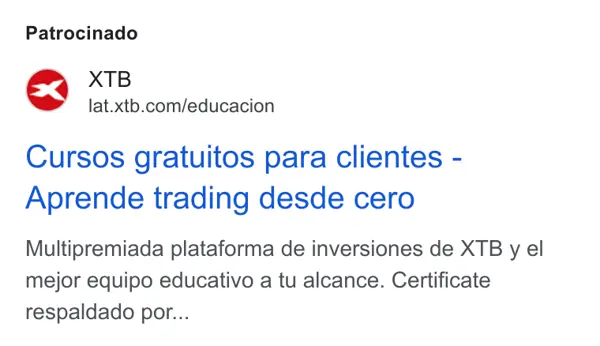 Patrocinado
XTB
lat.xtb.com/educacion
Cursos gratuitos para clientes -
Aprende trading desde cero
Multipremiada plataforma de inversiones de XTB y el
mejor equipo educativo a tu alcance. Certificate
respaldado por...